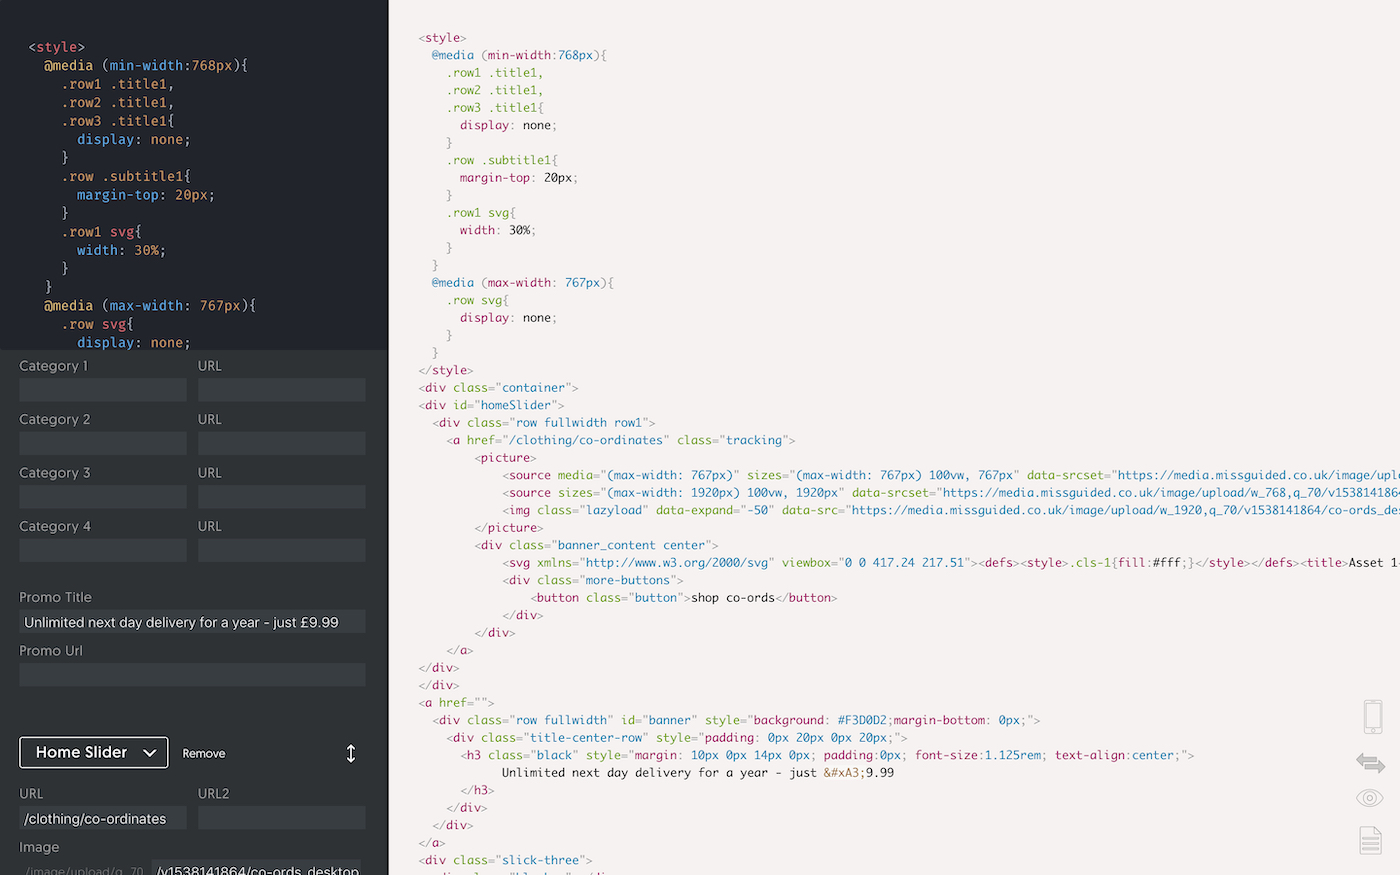 <style>
@media (min-width:768px){
.row1 .title1,
.row2 .title1,
.row3 .title1{
display: none;
}
.row .subtitle1{
margin-top: 20px;
}
.row1 svg{
width: 30%;
}
}
@media (max-width: 767px){
.row svg{
display: none;
Category 1 URL
Category 2 URL
Category 3 URL
Category 4 URL
Promo Title
Unlimited next day delivery for a year - just £9.99
Promo Url
Home Slider Remove
URL URL2
/clothing/co-ordinates
Image
/image/upload/q_70 /v1538141864/co-ords_desktop
<style>
@media (min-width:768px){
.row1 .title1,
.row2 .title1,
.row3 .title1{
display: none;
}
.row .subtitle1{
margin-top: 20px;
}
.row1 svg{
width: 30%;
}
}
@media (max-width: 767px){
.row svg{
display: none;
}
}
</style>
<div class="container">
<div id="homeSlider">
<div class="row fullwidth row1">
<a href="/clothing/co-ordinates" class="tracking">
<picture>
<source media="(max-width: 767px)" sizes="(max-width: 767px) 100vw, 767px" data-srcset="https://media.missguided.co.uk/image/uplo
<source sizes="(max-width: 1920px) 100vw, 1920px" data-srcset="https://media.missguided.co.uk/image/upload/w_768,q_70/v1538141864
<img class="lazyload" data-expand="-50" data-src="https://media.missguided.co.uk/image/upload/w_1920,q_70/v1538141864/co-ords_des
</picture>
<div class="banner_content center">
<svg xmlns="http://www.w3.org/2000/svg" viewbox="0 0 417.24 217.51"><defs><style>.cls-1{fill:#fff;}</style></defs><title>Asset 1
<div class="more-buttons">
<button class="button">shop co-ords</button>
</div>
</div>
</a>
</div>
</div>
<a href="">
<div class="row fullwidth" id="banner" style="background: #F3D0D2;margin-bottom: 0px;">
<div class="title-center-row" style="padding: 0px 20px 0px 20px;">
<h3 class="black" style="margin: 10px 0px 14px 0px; padding:0px; font-size:1.125rem; text-align:center;">
Unlimited next day delivery for a year - just &#xA3;9.99
</h3>
</div>
</div>
</a>
<div class="slick-three">